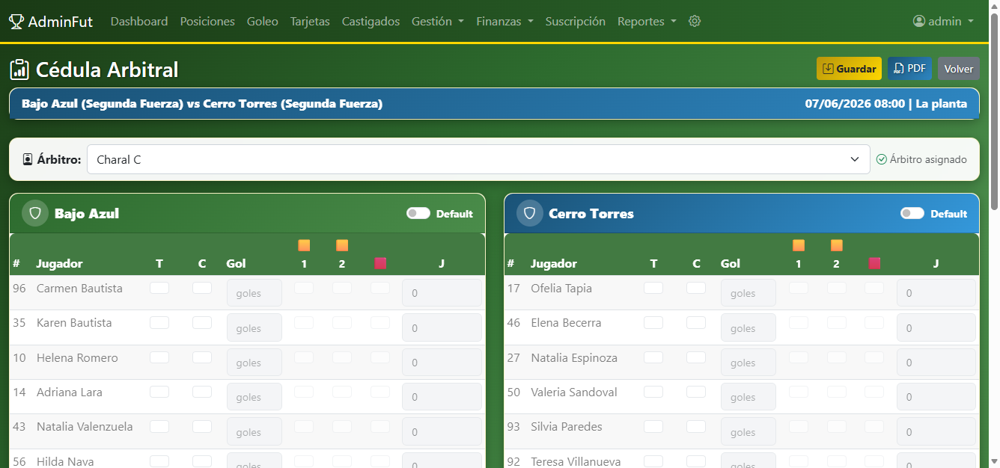 AdminFut Dashboard Posiciones Goleo Tarjetas Castigados Gestión Finanzas Suscripción Reportes admin
Cédula Arbitral Guardar PDF Volver
Bajo Azul (Segunda Fuerza) vs Cerro Torres (Segunda Fuerza) 07/06/2026 08:00 | La planta
Árbitro: Charal C Árbitro asignado
Bajo Azul Default
# Jugador T C Gol 1 2 J
96 Carmen Bautista goles 0
35 Karen Bautista goles 0
10 Helena Romero goles 0
14 Adriana Lara goles 0
43 Natalia Valenzuela goles 0
56 Hilda Nava goles 0
Cerro Torres Default
# Jugador T C Gol 1 2 J
17 Ofelia Tapia goles 0
46 Elena Becerra goles 0
27 Natalia Espinoza goles 0
50 Valeria Sandoval goles 0
93 Silvia Paredes goles 0
92 Teresa Villanueva goles 0